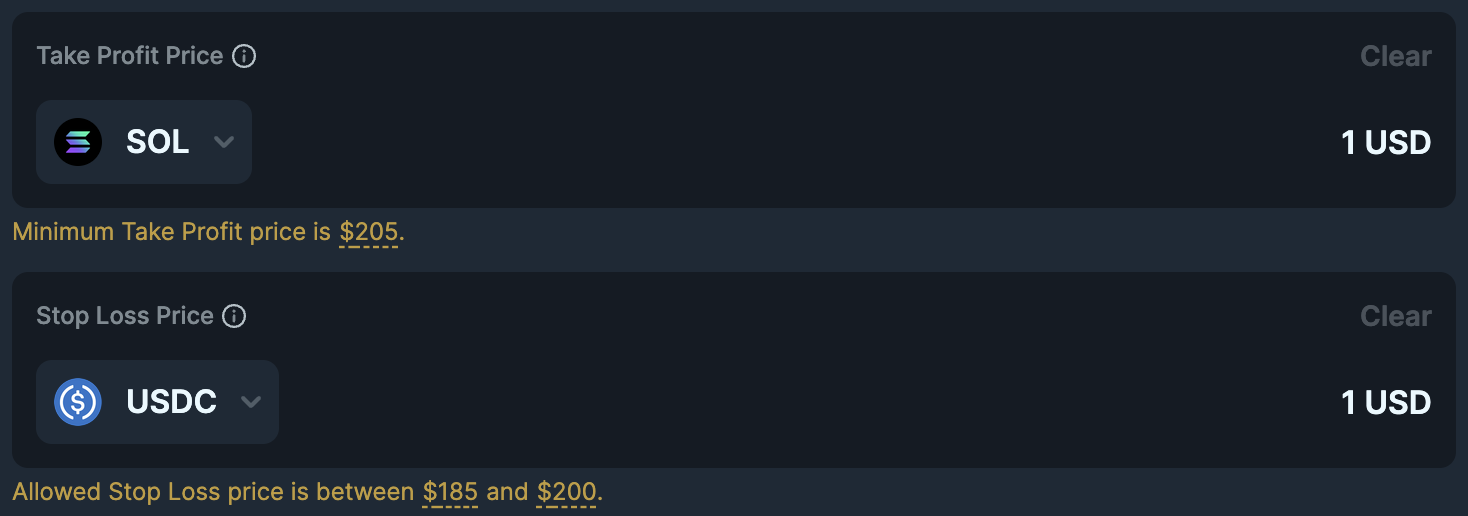 Take Profit Price
Clear
SOL
1 USD
Minimum Take Profit price is $205.
Stop Loss Price
Clear
USDC
1 USD
Allowed Stop Loss price is between $185 and $200.